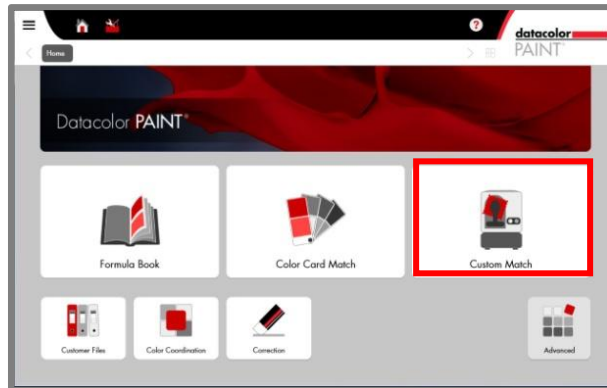 datacolor
Home
PAINT®
Datacolor PAINT®
Formula Book
Color Card Match
Custom Match
Customer Files
Color Coordination
Correction
Advanced